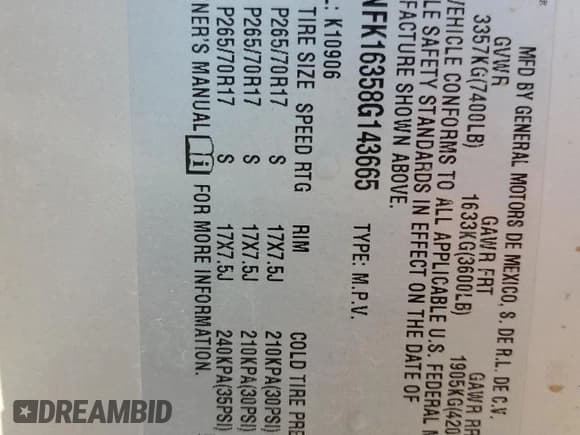 MFD BY GENERAL MOTORS DE MEXICO, S. DE R.L. DE C.V.
GVWR GAWR FRT GAWR RR
3357KG(7400LB) 1633KG(3600LB) 1905KG(420
VEHICLE CONFORMS TO ALL APPLICABLE U.S. FEDERAL M
LE SAFETY STANDARDS IN EFFECT ON THE DATE OF
FACTURE SHOWN ABOVE.
NFK16358G143665 TYPE: M.P.V.
L: K10906
TIRE SIZE SPEED RTG RIM COLD TIRE PRE
P265/70R17 S 17X7.5J 210KPA(30PSI)
P265/70R17 S 17X7.5J 210KPA(30PSI)
P265/70R17 S 17X7.5J 240KPA(35PSI)
NER'S MANUAL FOR MORE INFORMATION.
DREAMBID